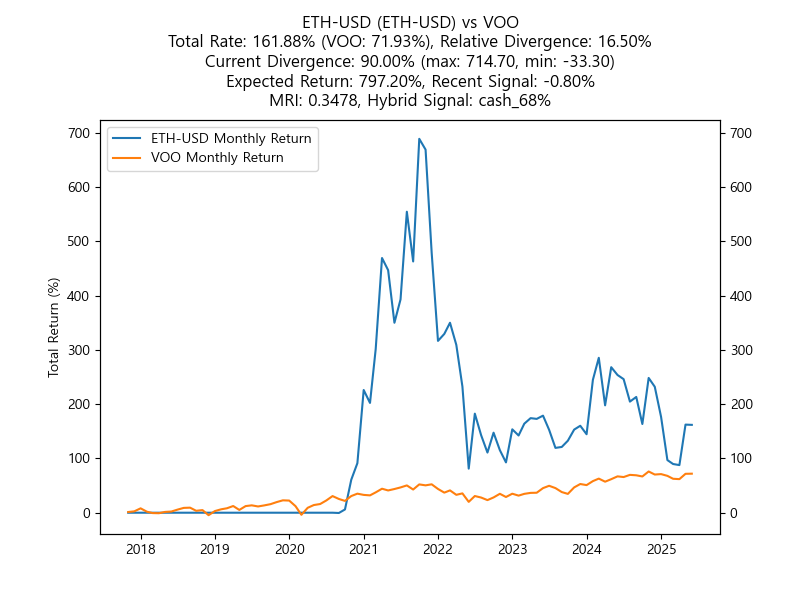 ETH-USD (ETH-USD) vs VOO
Total Rate: 161.88% (VOO: 71.93%), Relative Divergence: 16.50%
Current Divergence: 90.00% (max: 714.70, min: -33.30)
Expected Return: 797.20%, Recent Signal: -0.80%
MRI: 0.3478, Hybrid Signal: cash_68%
ETH-USD Monthly Return
VOO Monthly Return
Total Return (%)
700
600
500
400
300
200
100
0
700
600
500
400
300
200
100
0
2018 2019 2020 2021 2022 2023 2024 2025